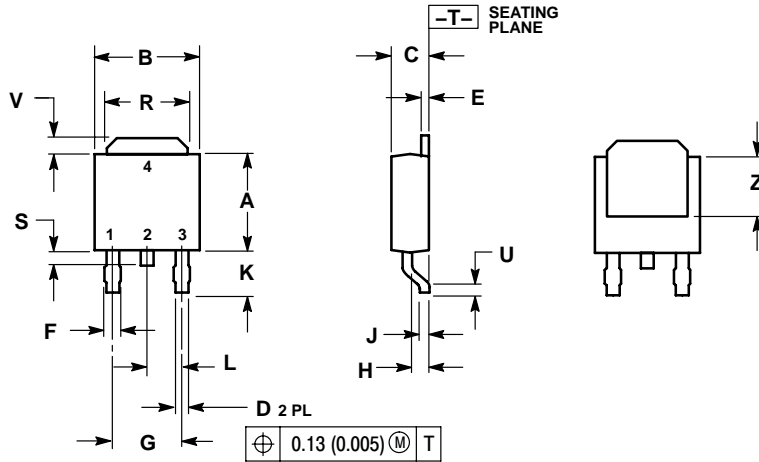 –T– SEATING
PLANE
C
B
V
R
E
4
Z
A
S
1 2 3
U
K
F
J
L
H
D 2 PL
G
⌖ 0.13 (0.005) Ⓜ T